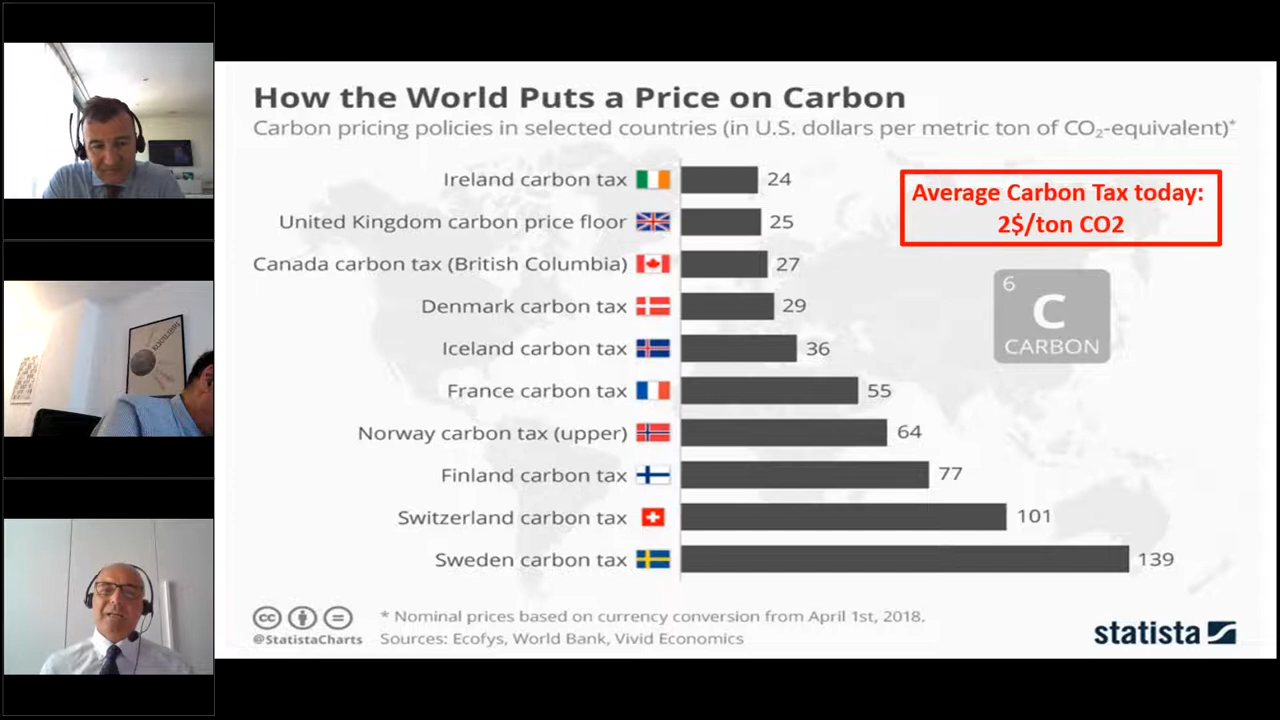 How the World Puts a Price on Carbon
Carbon pricing policies in selected countries (in U.S. dollars per metric ton of CO₂-equivalent)*
Ireland carbon tax 24
United Kingdom carbon price floor 25
Canada carbon tax (British Columbia) 27
Denmark carbon tax 29
Iceland carbon tax 36
France carbon tax 55
Norway carbon tax (upper) 64
Finland carbon tax 77
Switzerland carbon tax 101
Sweden carbon tax 139
Average Carbon Tax today:
2$/ton CO2
6
C
CARBON
cc
@StatistaCharts
* Nominal prices based on currency conversion from April 1st, 2018.
Sources: Ecofys, World Bank, Vivid Economics
statista